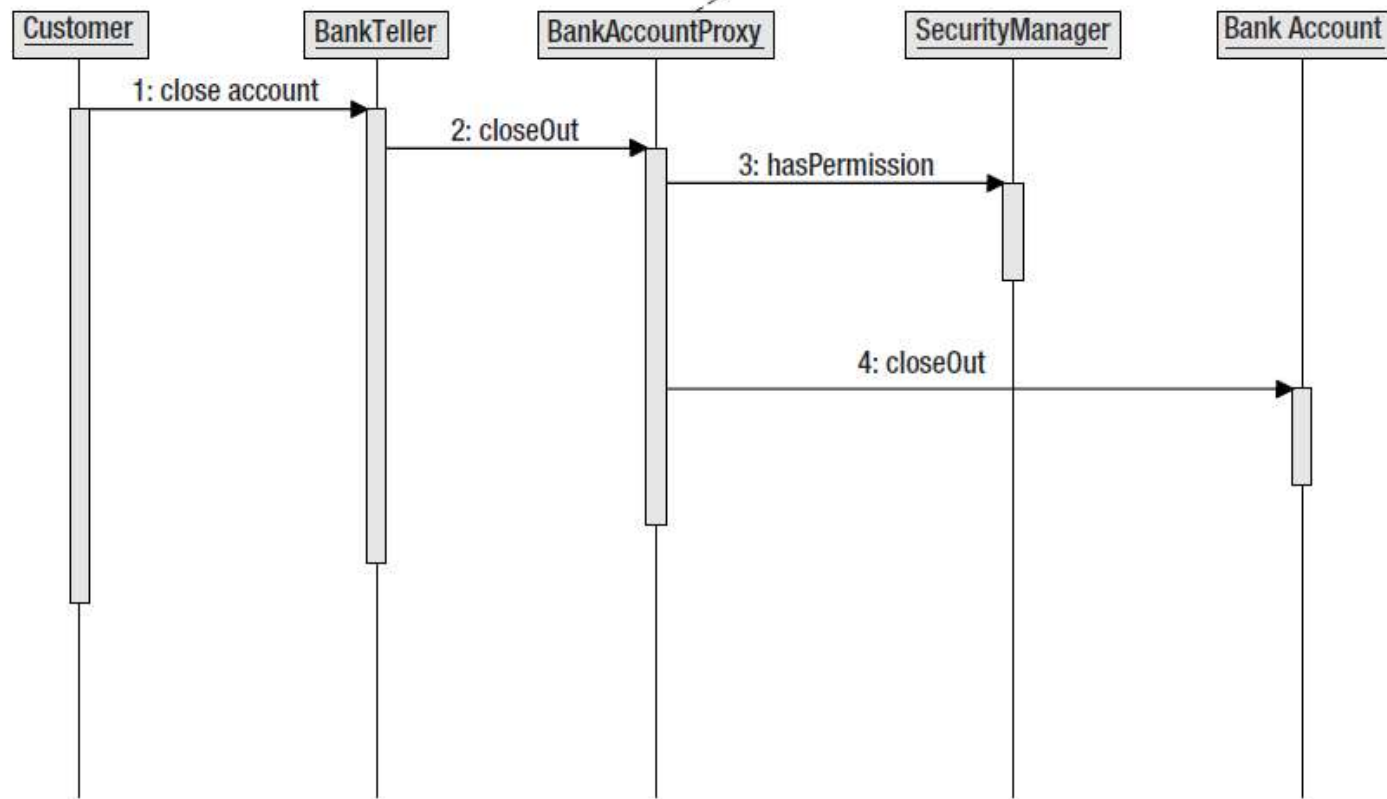 Customer
BankTeller
BankAccountProxy
SecurityManager
Bank Account
1: close account
2: closeOut
3: hasPermission
4: closeOut